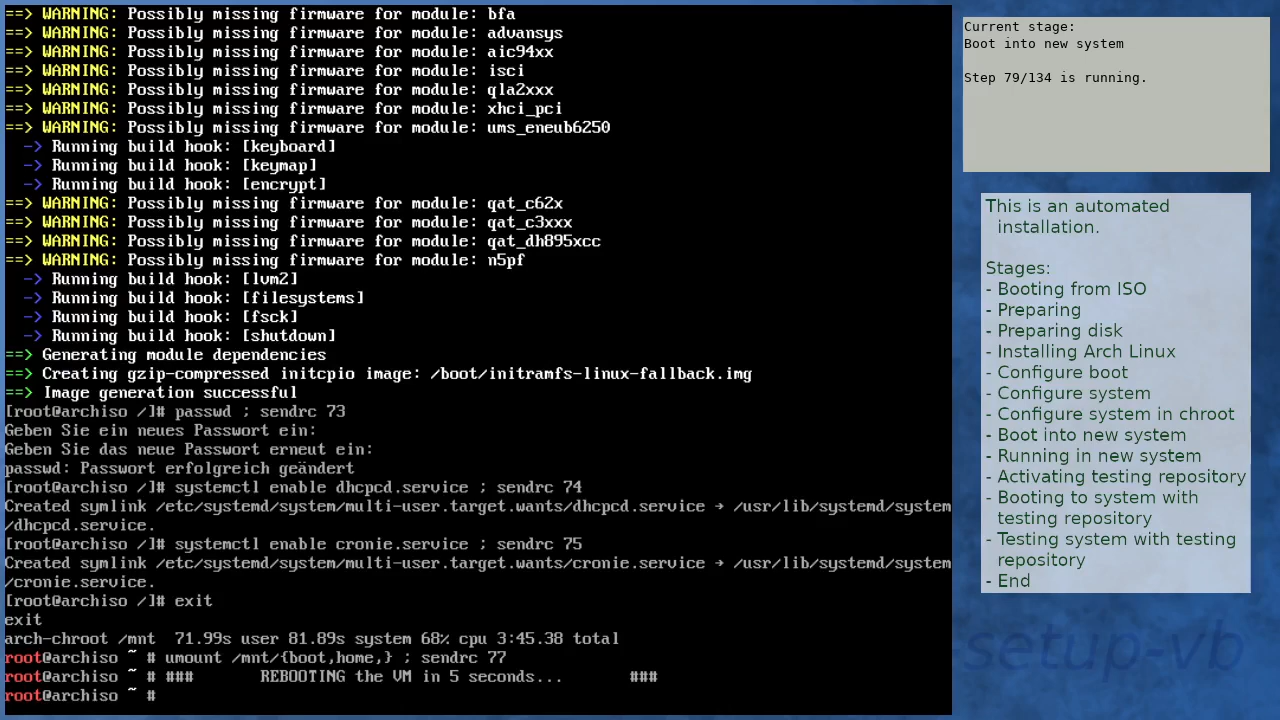 ==> WARNING: Possibly missing firmware for module: bfa
==> WARNING: Possibly missing firmware for module: advansys
==> WARNING: Possibly missing firmware for module: aic94xx
==> WARNING: Possibly missing firmware for module: isci
==> WARNING: Possibly missing firmware for module: qla2xxx
==> WARNING: Possibly missing firmware for module: xhci_pci
==> WARNING: Possibly missing firmware for module: ums_eneub6250
  -> Running build hook: [keyboard]
  -> Running build hook: [keymap]
  -> Running build hook: [encrypt]
==> WARNING: Possibly missing firmware for module: qat_c62x
==> WARNING: Possibly missing firmware for module: qat_c3xxx
==> WARNING: Possibly missing firmware for module: qat_dh895xcc
==> WARNING: Possibly missing firmware for module: n5pf
  -> Running build hook: [lvm2]
  -> Running build hook: [filesystems]
  -> Running build hook: [fsck]
  -> Running build hook: [shutdown]
==> Generating module dependencies
==> Creating gzip-compressed initcpio image: /boot/initramfs-linux-fallback.img
==> Image generation successful
[root@archiso /]# passwd ; sendrc 73
Geben Sie ein neues Passwort ein:
Geben Sie das neue Passwort erneut ein:
passwd: Passwort erfolgreich geändert
[root@archiso /]# systemctl enable dhcpcd.service ; sendrc 74
Created symlink /etc/systemd/system/multi-user.target.wants/dhcpcd.service → /usr/lib/systemd/system
/dhcpcd.service.
[root@archiso /]# systemctl enable cronie.service ; sendrc 75
Created symlink /etc/systemd/system/multi-user.target.wants/cronie.service → /usr/lib/systemd/system
/cronie.service.
[root@archiso /]# exit
exit
arch-chroot /mnt  71.99s user 81.89s system 68% cpu 3:45.38 total
root@archiso ~ # umount /mnt/{boot,home,} ; sendrc 77
root@archiso ~ # ###       REBOOTING the VM in 5 seconds...       ###
root@archiso ~ #
Current stage:
Boot into new system
Step 79/134 is running.
This is an automated
installation.
Stages:
- Booting from ISO
- Preparing
- Preparing disk
- Installing Arch Linux
- Configure boot
- Configure system
- Configure system in chroot
- Boot into new system
- Running in new system
- Activating testing repository
- Booting to system with
testing repository
- Testing system with testing
repository
- End
-setup-vb